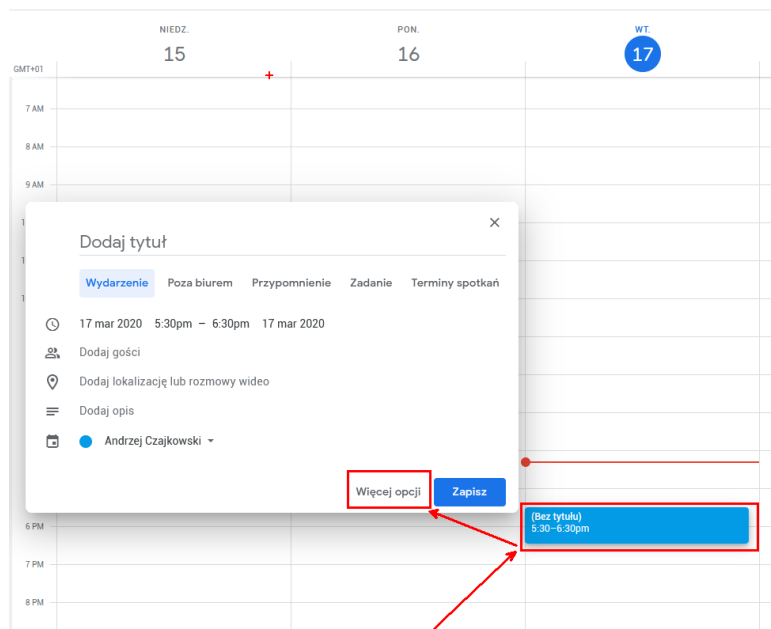 NIEDZ.
15
PON.
16
WT.
17
GMT+01
7 AM
8 AM
9 AM
1
1
1
Dodaj tytuł
Wydarzenie
Poza biurem
Przypomnienie
Zadanie
Terminy spotkań
17 mar 2020 5:30pm – 6:30pm 17 mar 2020
Dodaj gości
Dodaj lokalizację lub rozmowy wideo
Dodaj opis
Andrzej Czajkowski
Więcej opcji
Zapisz
(Bez tytułu)
5:30–6:30pm
6 PM
7 PM
8 PM